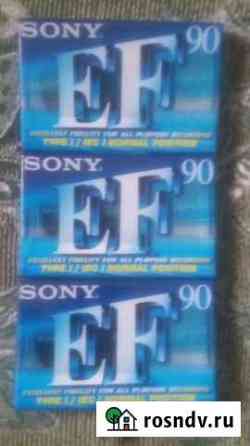 SONY
EF 90
EXCELLENT FIDELITY FOR ALL PURPOSE RECORDING
TYPE I / IEC I NORMAL POSITION
SONY
EF 90
EXCELLENT FIDELITY FOR ALL PURPOSE RECORDING
TYPE I / IEC I NORMAL POSITION
SONY
EF 90
EXCELLENT FIDELITY FOR ALL PURPOSE RECORDING
TYPE I / IEC I NORMAL POSITION
rosndv.ru